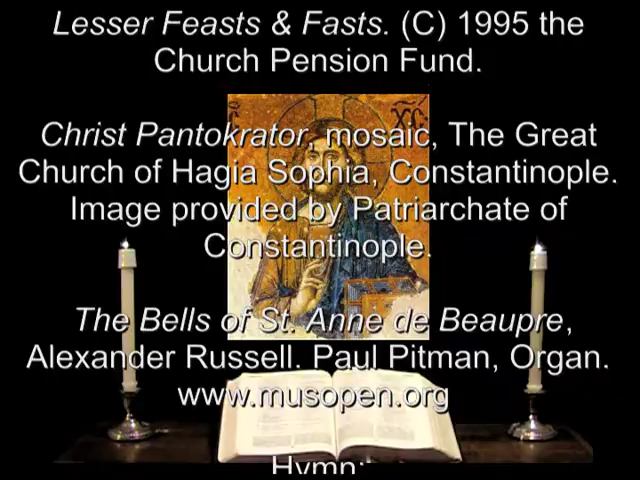 Lesser Feasts & Fasts. (C) 1995 the
Church Pension Fund.
Christ Pantokrator, mosaic, The Great
Church of Hagia Sophia, Constantinople.
Image provided by Patriarchate of
Constantinople.
The Bells of St. Anne de Beaupre,
Alexander Russell. Paul Pitman, Organ.
www.musopen.org
Hymn: